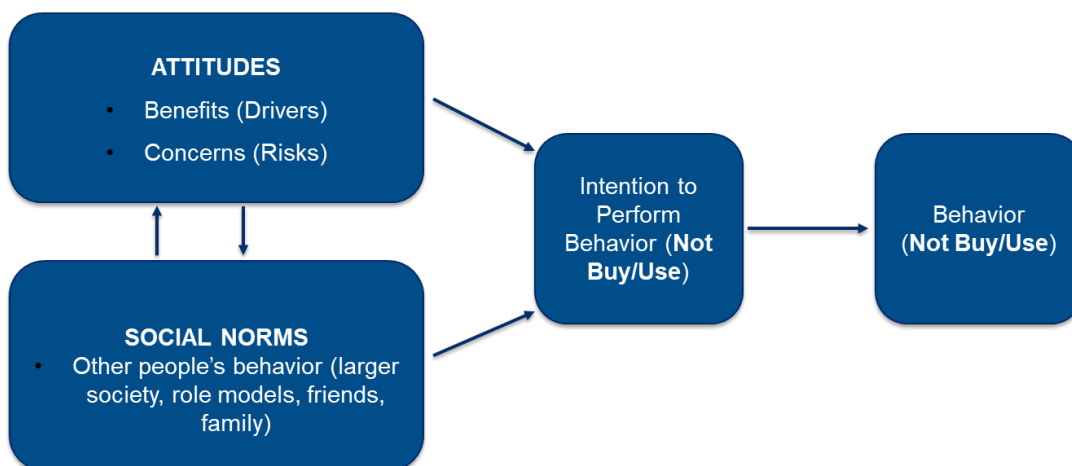 ATTITUDES
• Benefits (Drivers)
• Concerns (Risks)
SOCIAL NORMS
• Other people’s behavior (larger
society, role models, friends,
family)
Intention to
Perform
Behavior (Not
Buy/Use)
Behavior
(Not Buy/Use)